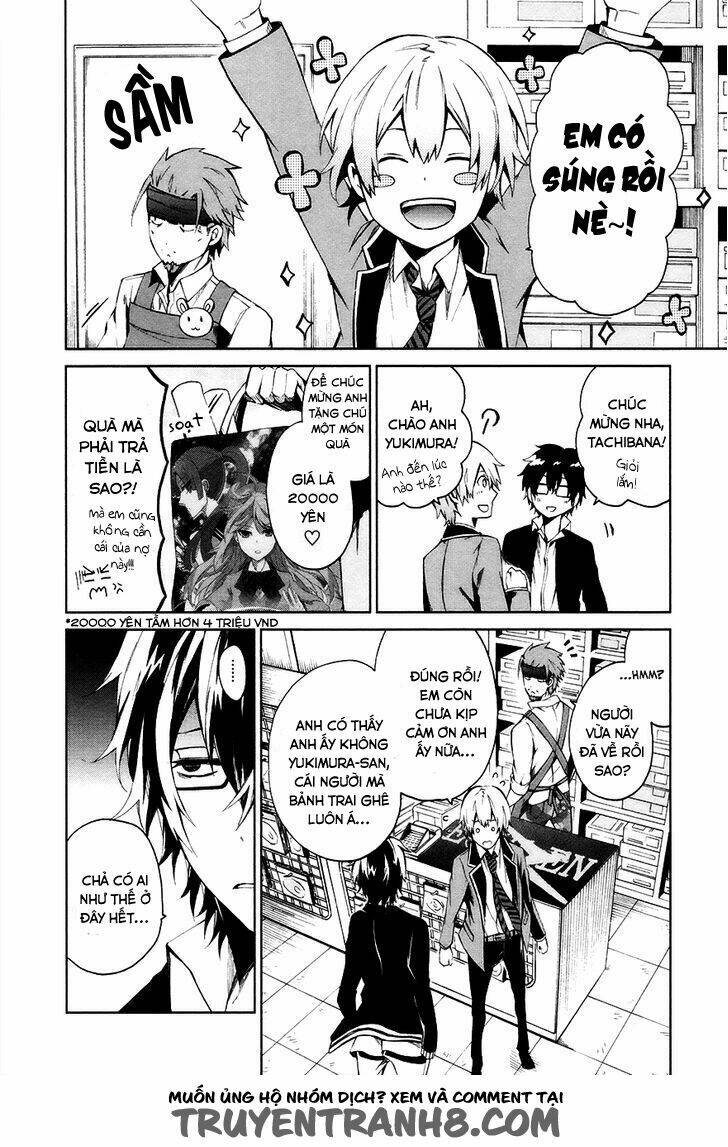 EM CÓ
SÚNG RỒI
NÈ~!
SẦM
CHÚC
MỪNG NHA,
TACHIBANA!
Giỏi
lắm!
AH,
CHÀO ANH
YUKIMURA!
Anh đến lúc
nào thế?
ĐỂ CHÚC
MỪNG ANH
TẶNG CHÚ
MỘT MÓN
QUÀ
GIÁ LÀ
20000
YÊN
♡
soạt
QUÀ MÀ
PHẢI TRẢ
TIỀN LÀ
SAO?!
mà em cũng
không cần
cái của nợ
này!!!
*20000 YÊN TẦM HƠN 4 TRIỆU VND
...HMM?
NGƯỜI
VỪA NÃY
ĐÃ VỀ RỒI
SAO?
ĐÚNG RỒI!
EM CÒN
CHƯA KỊP
CẢM ƠN ANH
ẤY NỮA...
ANH CÓ THẤY
ANH ẤY KHÔNG
YUKIMURA-SAN,
CÁI NGƯỜI MÀ
BẢNH TRAI GHÊ
LUÔN Á...
......
CHẢ CÓ AI
NHƯ THẾ Ở
ĐÂY HẾT...
MUỐN ỦNG HỘ NHÓM DỊCH? XEM VÀ COMMENT TẠI
TRUYENTRANH8.COM